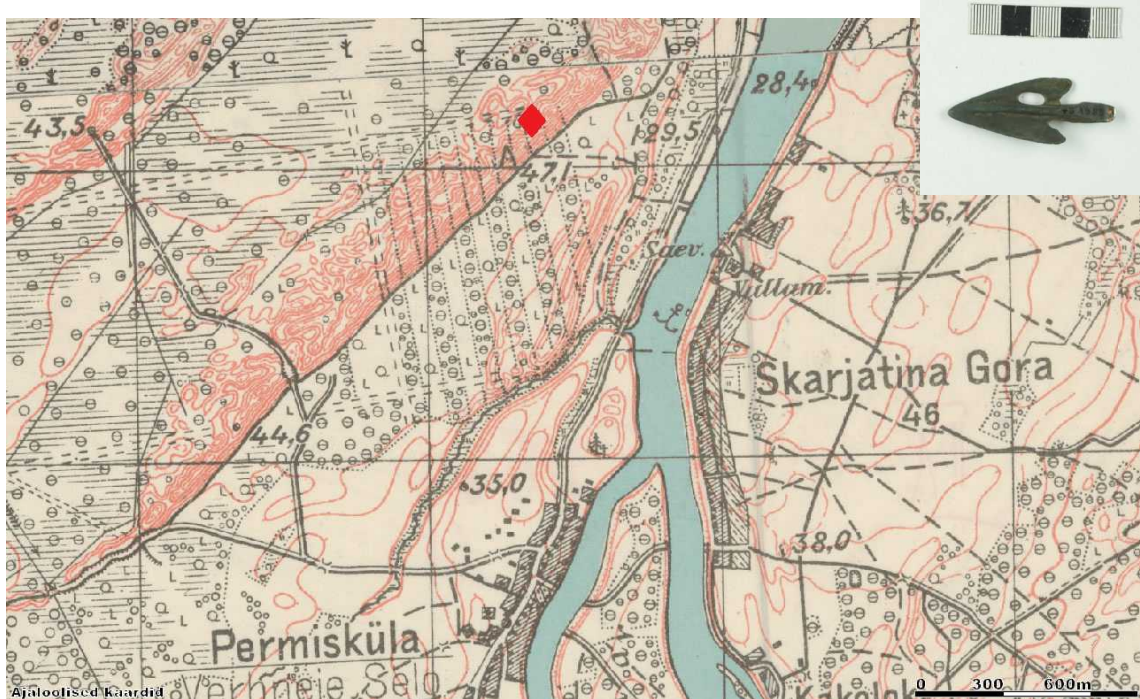 28,4
43,5
29,5
47,1
36,7
Saev.
Villam.
Skarjatina Gora
46
44,6
35,0
38,0
D
Permisküla
Ajaloolised kaardid
0 300 600m